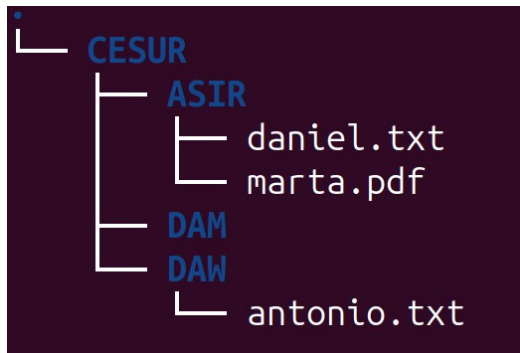 .
CESUR
ASIR
daniel.txt
marta.pdf
DAM
DAW
antonio.txt